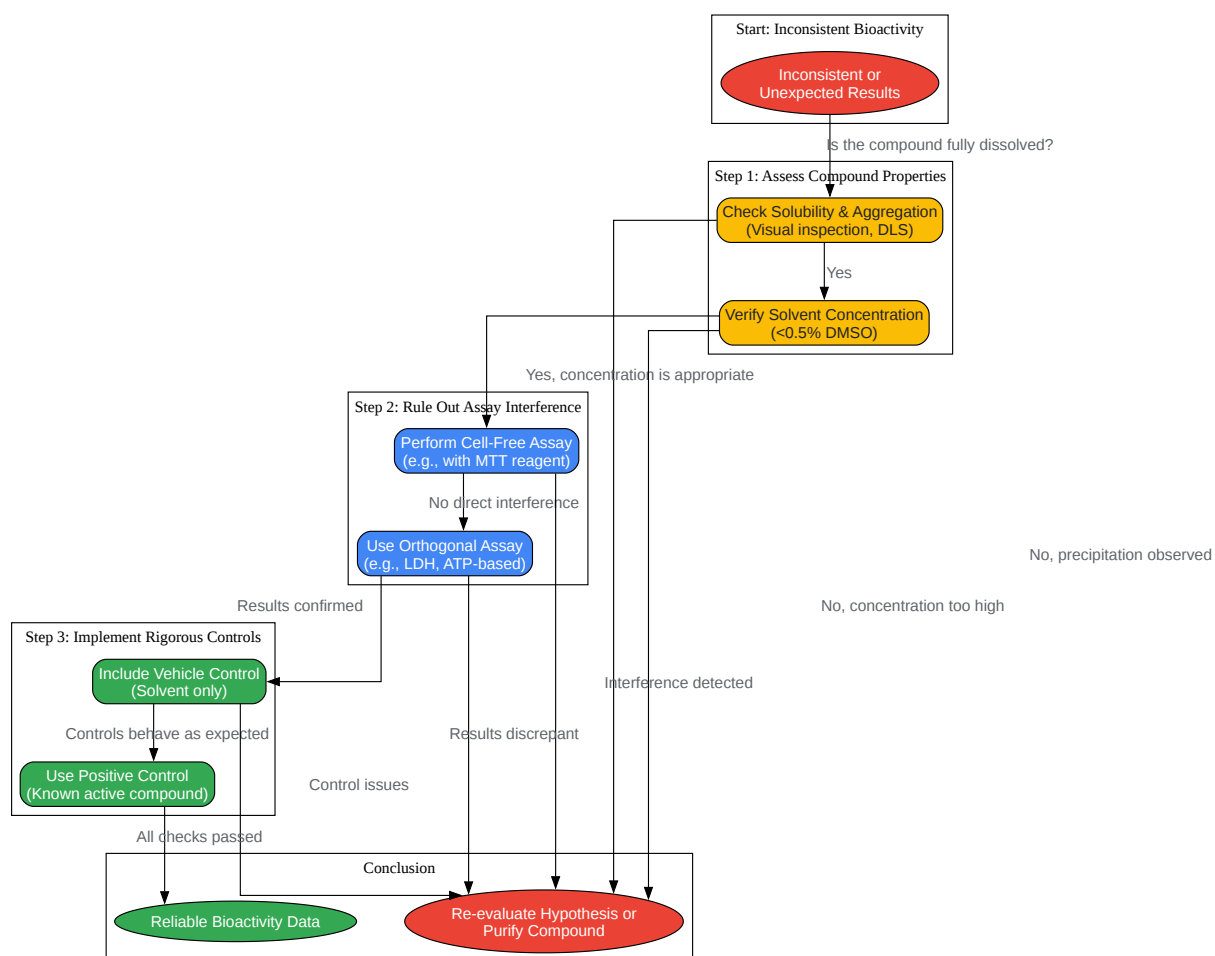 Start: Inconsistent Bioactivity
Inconsistent or
Unexpected Results
Is the compound fully dissolved?
Step 1: Assess Compound Properties
Check Solubility & Aggregation
(Visual inspection, DLS)
Yes
Verify Solvent Concentration
(<0.5% DMSO)
Yes, concentration is appropriate
Step 2: Rule Out Assay Interference
Perform Cell-Free Assay
(e.g., with MTT reagent)
No direct interference
Use Orthogonal Assay
(e.g., LDH, ATP-based)
No, precipitation observed
Results confirmed
No, concentration too high
Step 3: Implement Rigorous Controls
Include Vehicle Control
(Solvent only)
Interference detected
Controls behave as expected
Results discrepant
Use Positive Control
(Known active compound)
Control issues
All checks passed
Conclusion
Reliable Bioactivity Data
Re-evaluate Hypothesis or
Purify Compound